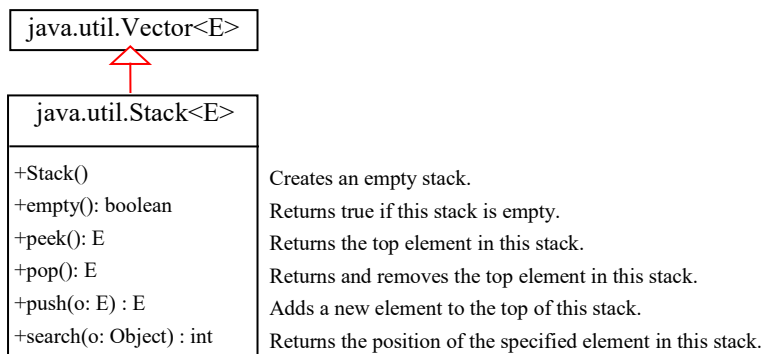 java.util.Vector<E>
java.util.Stack<E>
+Stack() Creates an empty stack.
+empty(): boolean Returns true if this stack is empty.
+peek(): E Returns the top element in this stack.
+pop(): E Returns and removes the top element in this stack.
+push(o: E) : E Adds a new element to the top of this stack.
+search(o: Object) : int Returns the position of the specified element in this stack.